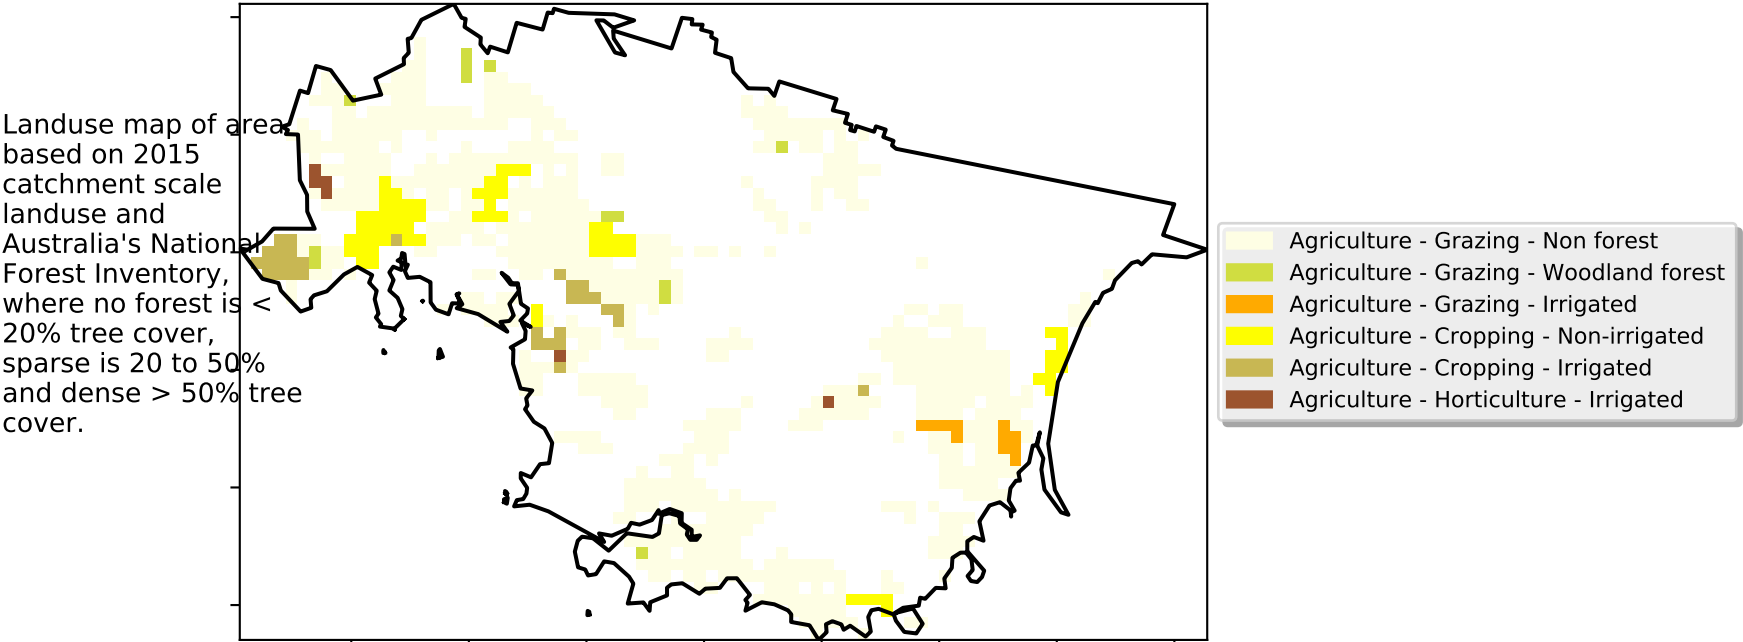 Landuse map of area
based on 2015
catchment scale
landuse and
Australia's National
Forest Inventory,
where no forest is <
20% tree cover,
sparse is 20 to 50%
and dense > 50% tree
cover.
Agriculture - Grazing - Non forest
Agriculture - Grazing - Woodland forest
Agriculture - Grazing - Irrigated
Agriculture - Cropping - Non-irrigated
Agriculture - Cropping - Irrigated
Agriculture - Horticulture - Irrigated